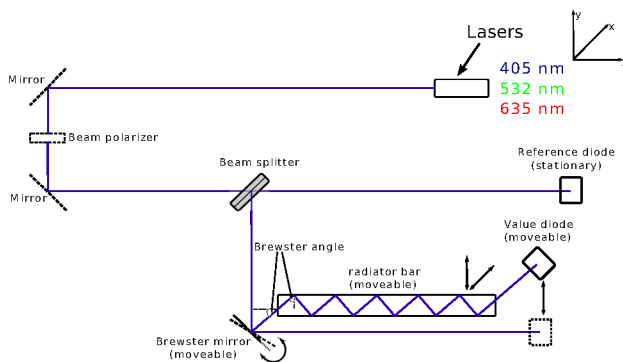 Lasers
405 nm
532 nm
635 nm
y
x
Mirror
Beam polarizer
Mirror
Beam splitter
Reference diode
(stationary)
Value diode
(moveable)
Brewster angle
radiator bar
(moveable)
Brewster mirror
(moveable)